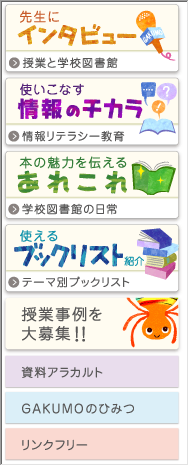 先生に
インタビュー
授業と学校図書館
使いこなす
情報のチカラ
情報リテラシー教育
本の魅力を伝える
あれこれ
学校図書館の日常
使える
ブックリスト紹介
テーマ別ブックリスト
授業事例を
大募集!!
資料アラカルト
GAKUMOのひみつ
リンクフリー